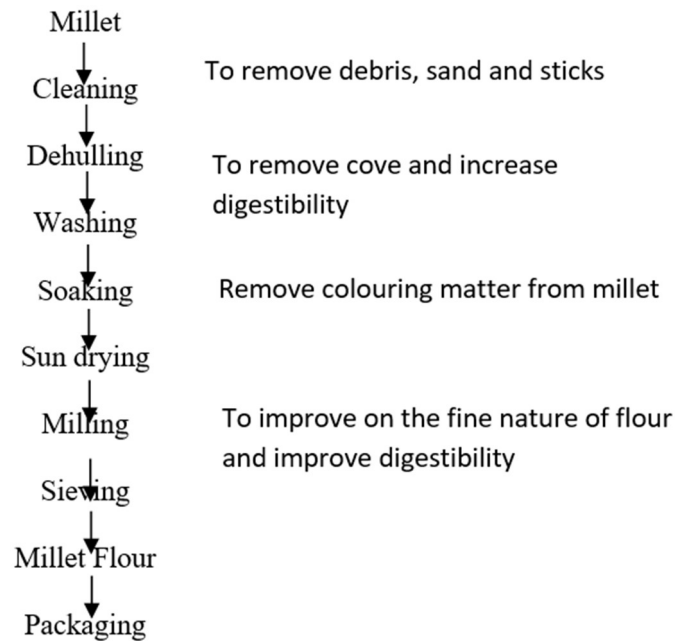 Millet
Cleaning
To remove debris, sand and sticks
Dehulling
To remove cove and increase
digestibility
Washing
Soaking
Remove colouring matter from millet
Sun drying
Milling
To improve on the fine nature of flour
and improve digestibility
Sieving
Millet Flour
Packaging